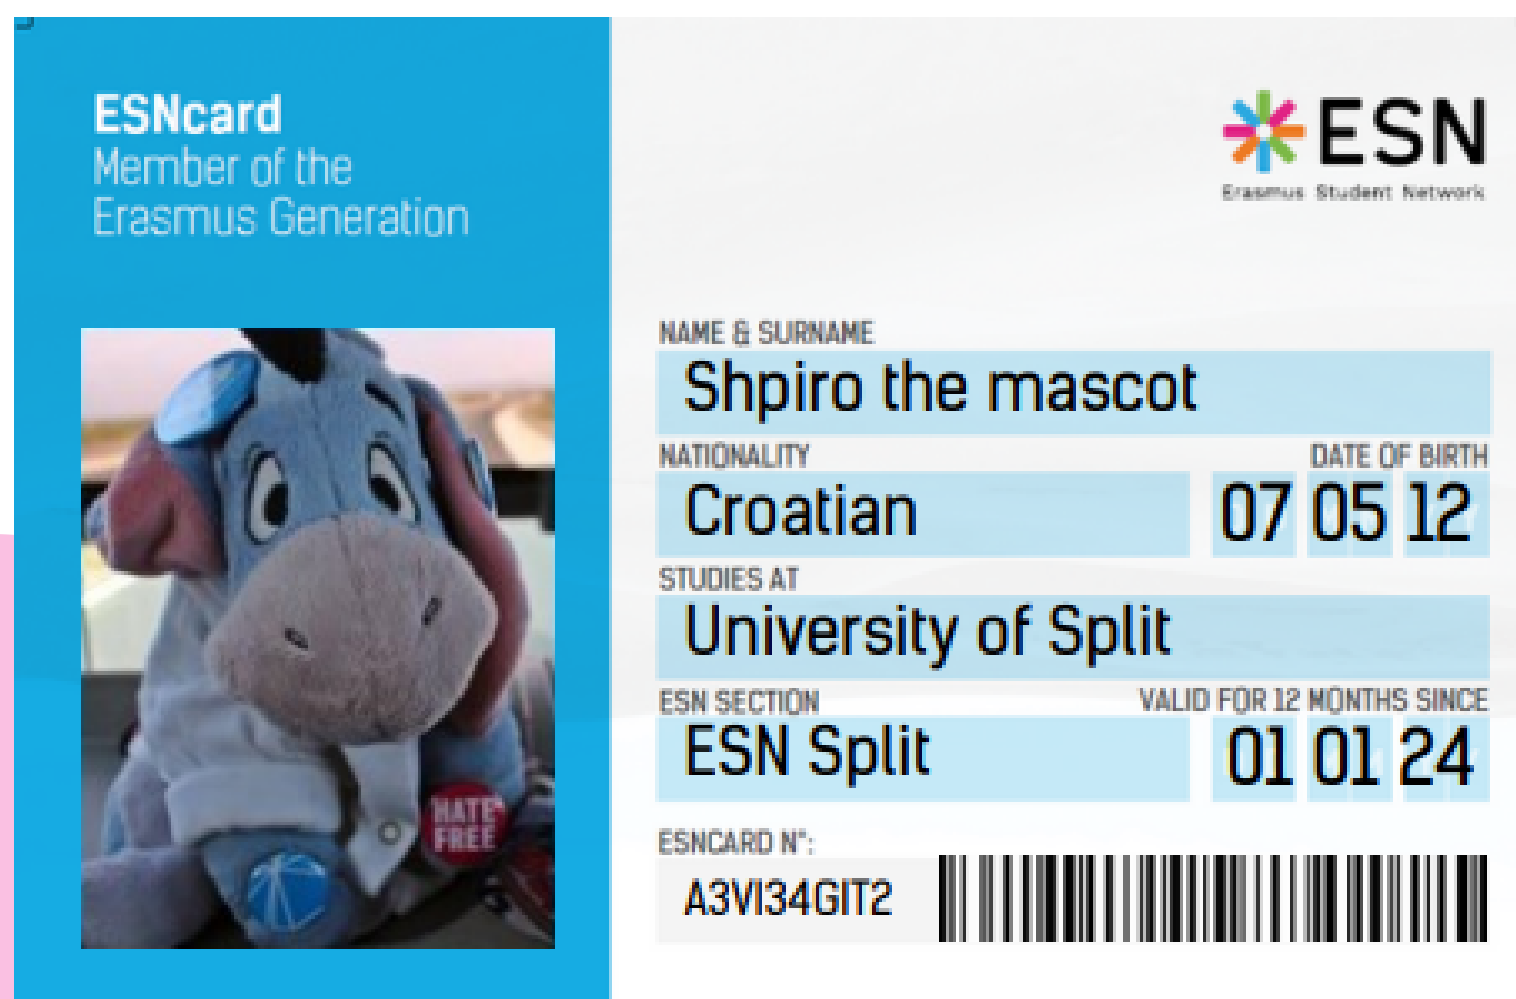 ESNcard
Member of the
Erasmus Generation
ESN
Erasmus Student Network
NAME & SURNAME
Shpiro the mascot
NATIONALITY
DATE OF BIRTH
Croatian
07 05 12
STUDIES AT
University of Split
ESN SECTION
VALID FOR 12 MONTHS SINCE
ESN Split
01 01 24
HATE
FREE
ESNCARD N°:
A3VI34GIT2